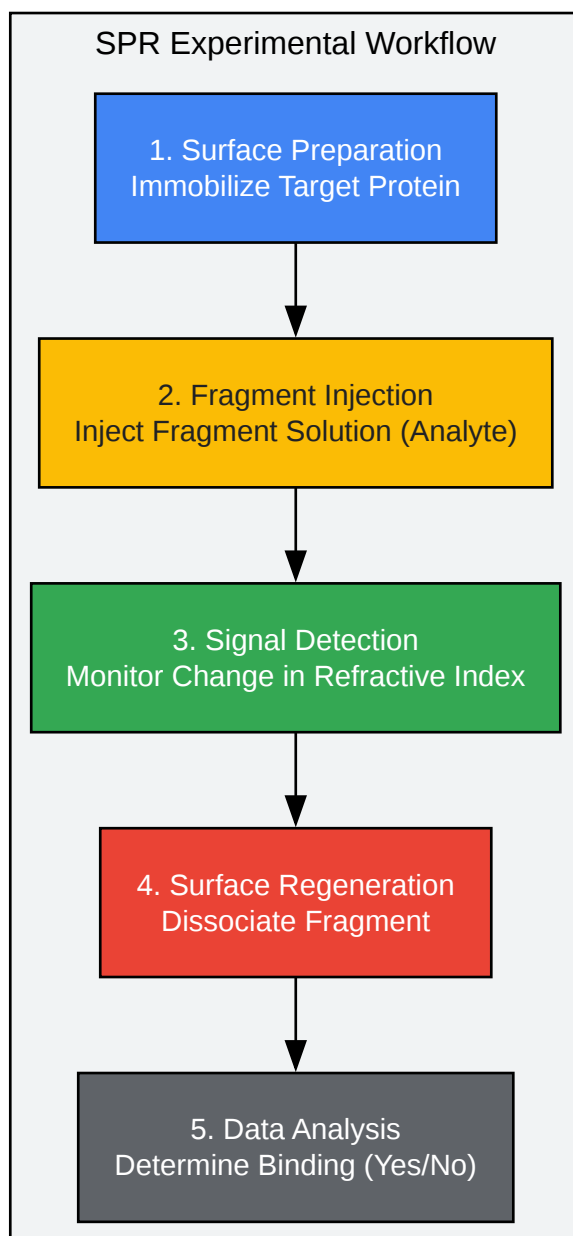 SPR Experimental Workflow
1. Surface Preparation
Immobilize Target Protein
2. Fragment Injection
Inject Fragment Solution (Analyte)
3. Signal Detection
Monitor Change in Refractive Index
4. Surface Regeneration
Dissociate Fragment
5. Data Analysis
Determine Binding (Yes/No)